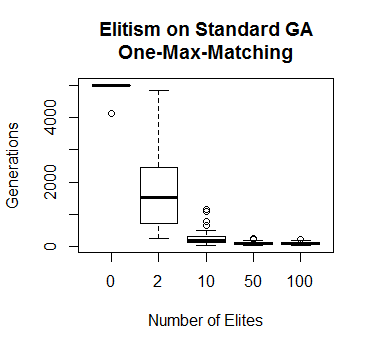 Elitism on Standard GA
One-Max-Matching
Generations
4000
2000
0
0 2 10 50 100
Number of Elites